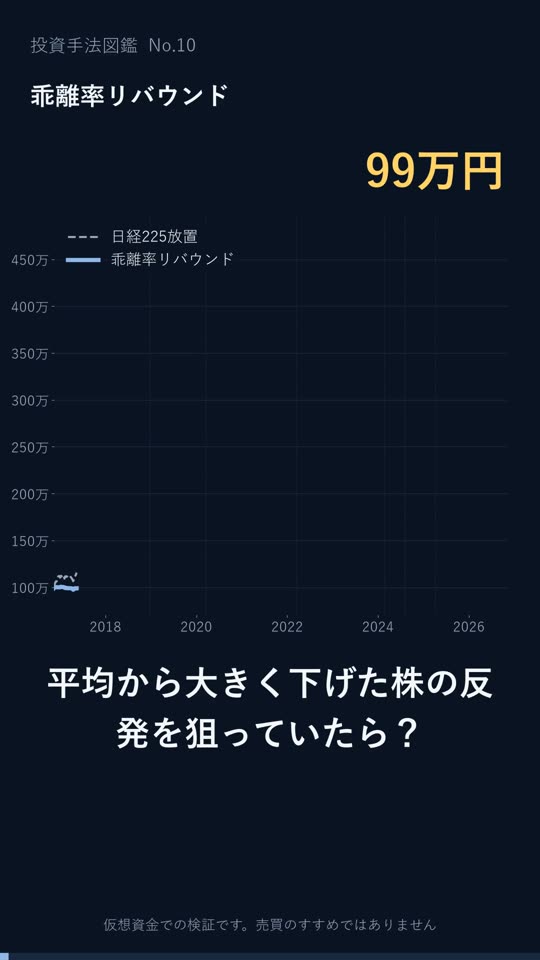 投資手法図鑑 No.10
乖離率リバウンド
99万円
日経225放置
乖離率リバウンド
450万
400万
350万
300万
250万
200万
150万
100万
2018 2020 2022 2024 2026
平均から大きく下げた株の反
発を狙っていたら？
仮想資金での検証です。売買のすすめではありません